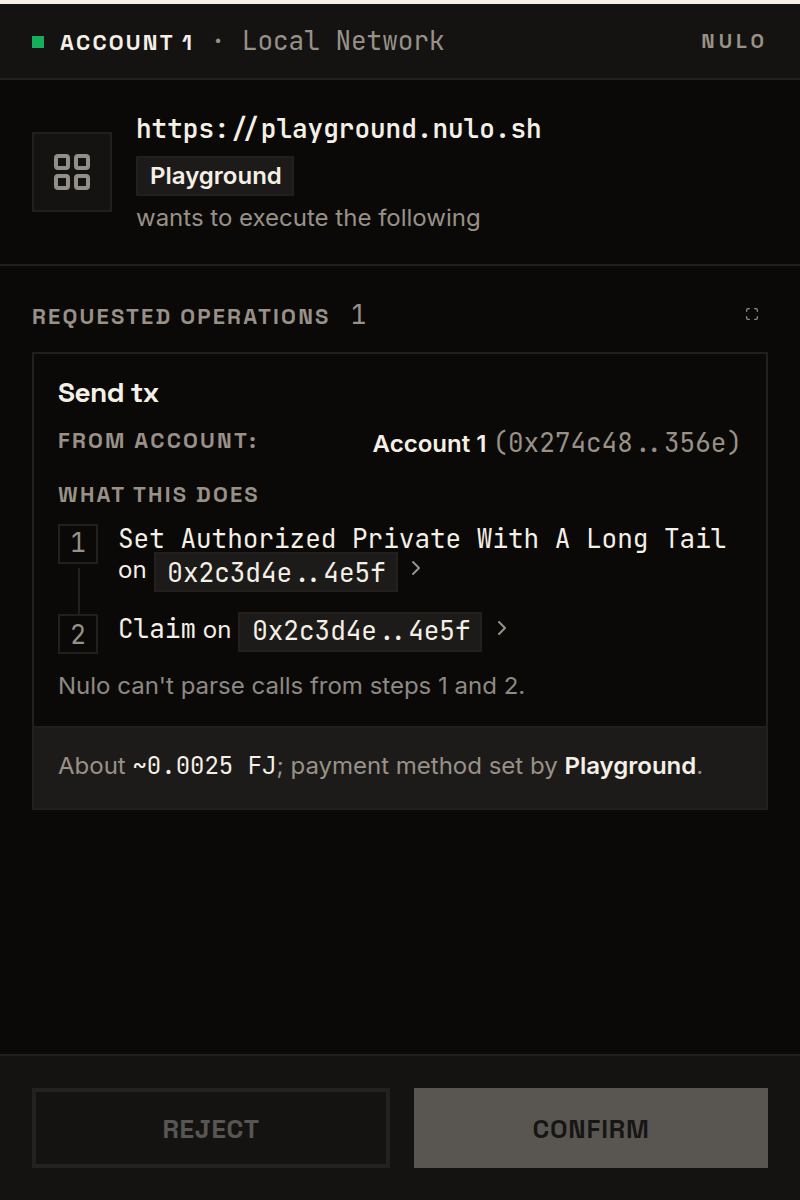 ACCOUNT 1 · Local Network NULO
https://playground.nulo.sh
Playground
wants to execute the following
REQUESTED OPERATIONS 1
Send tx
FROM ACCOUNT: Account 1 (0x274c48..356e)
WHAT THIS DOES
1 Set Authorized Private With A Long Tail
on 0x2c3d4e..4e5f
2 Claim on 0x2c3d4e..4e5f
Nulo can't parse calls from steps 1 and 2.
About ~0.0025 FJ; payment method set by Playground.
REJECT CONFIRM